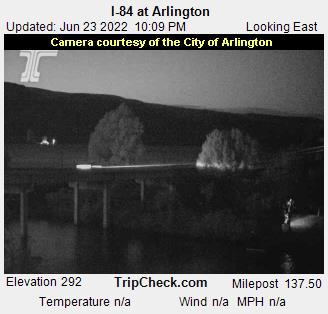 I-84 at Arlington
Updated: Jun 23 2022 10:09 PM Looking East
Camera courtesy of the City of Arlington
Elevation 292 TripCheck.com Milepost 137.50
Temperature n/a Wind n/a MPH n/a